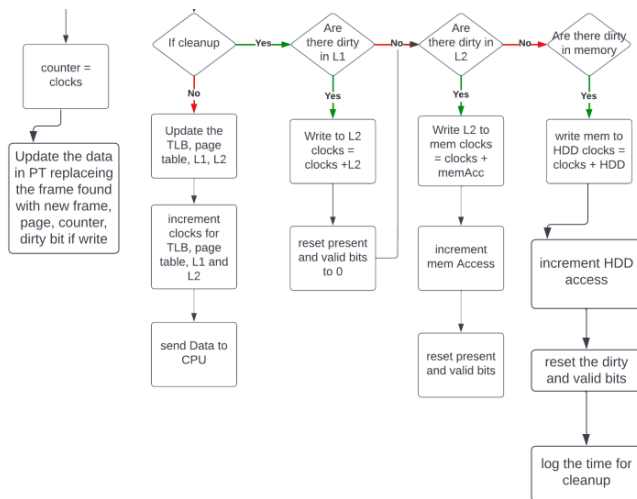 counter =
clocks
Update the data
in PT replaceing
the frame found
with new frame,
page, counter,
dirty bit if write
If cleanup
Yes
No
Update the
TLB, page
table, L1, L2
increment
clocks for
TLB, page
table, L1 and
L2
send Data to
CPU
Are
there dirty
in L1
No
Yes
Write to L2
clocks =
clocks +L2
reset present
and valid bits
to 0
Are
there dirty in
L2
No
Yes
Write L2 to
mem clocks
= clocks +
memAcc
increment
mem Access
reset present
and valid bits
Are
there dirty
in memory
Yes
write mem to
HDD clocks =
clocks + HDD
increment HDD
access
reset the dirty
and valid bits
log the time for
cleanup